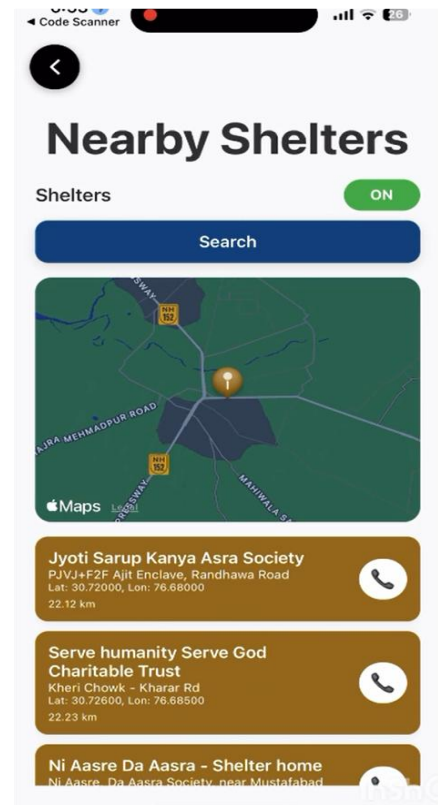 Code Scanner
26
Nearby Shelters
Shelters
ON
Search
NH
152
MEHMADPUR ROAD
NH
152
Maps
Legal
Jyoti Sarup Kanya Asra Society
PJVJ+F2F Ajit Enclave, Randhawa Road
Lat: 30.72000, Lon: 76.68000
22.12 km
Serve humanity Serve God
Charitable Trust
Kheri Chowk - Kharar Rd
Lat: 30.72600, Lon: 76.68500
22.23 km
Ni Aasre Da Aasra - Shelter home
Ni Aasre, Da Aasra Society, near Mustafabad